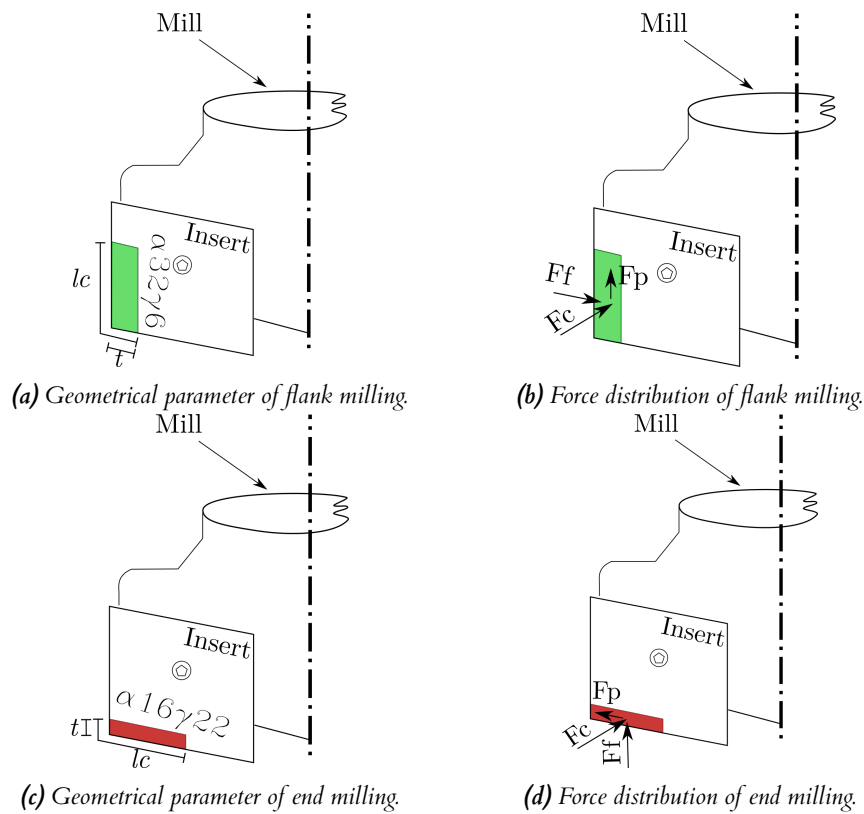 Mill
Insert
α32γ6
lc
t
(a) Geometrical parameter of flank milling.
Mill
Insert
Ff
Fp
Fc
(b) Force distribution of flank milling.
Mill
Insert
α16γ22
t
lc
(c) Geometrical parameter of end milling.
Mill
Insert
Fp
Fc
Ff
(d) Force distribution of end milling.